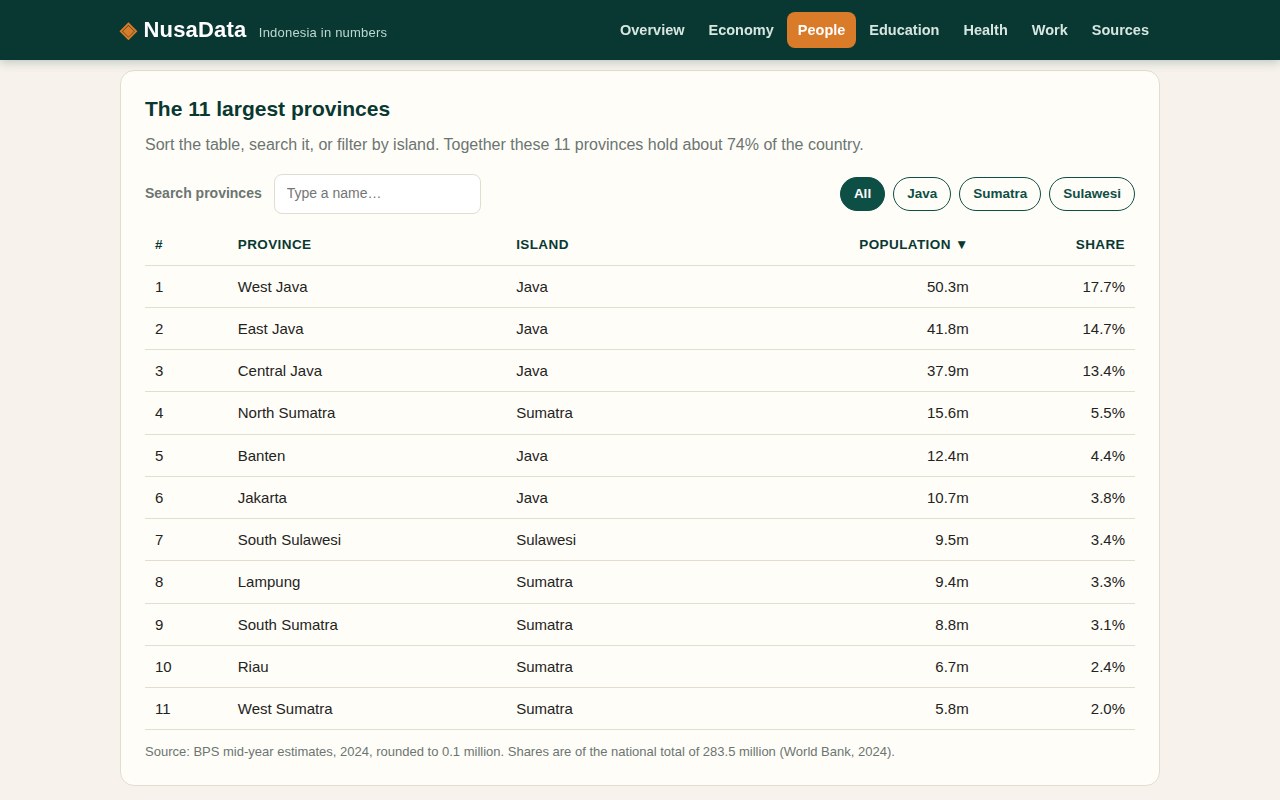 ◈ NusaData Indonesia in numbers Overview Economy People Education Health Work Sources
The 11 largest provinces
Sort the table, search it, or filter by island. Together these 11 provinces hold about 74% of the country.
Search provinces Type a name… All Java Sumatra Sulawesi
# PROVINCE ISLAND POPULATION ▼ SHARE
1 West Java Java 50.3m 17.7%
2 East Java Java 41.8m 14.7%
3 Central Java Java 37.9m 13.4%
4 North Sumatra Sumatra 15.6m 5.5%
5 Banten Java 12.4m 4.4%
6 Jakarta Java 10.7m 3.8%
7 South Sulawesi Sulawesi 9.5m 3.4%
8 Lampung Sumatra 9.4m 3.3%
9 South Sumatra Sumatra 8.8m 3.1%
10 Riau Sumatra 6.7m 2.4%
11 West Sumatra Sumatra 5.8m 2.0%
Source: BPS mid-year estimates, 2024, rounded to 0.1 million. Shares are of the national total of 283.5 million (World Bank, 2024).